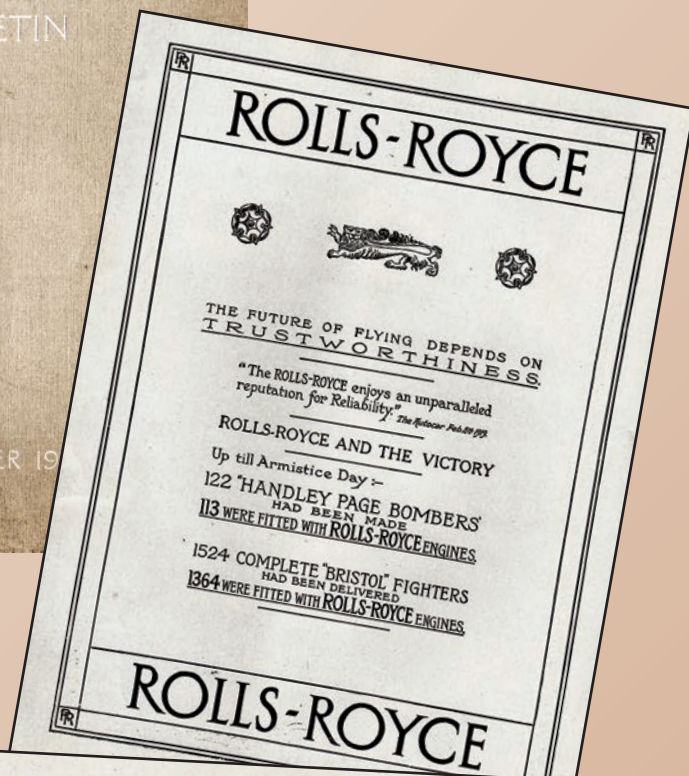 ETIN
ER 19
RR
RR
ROLLS-ROYCE
THE FUTURE OF FLYING DEPENDS ON
TRUSTWORTHINESS.
"The ROLLS-ROYCE enjoys an unparalleled
reputation for Reliability." The Autocar
ROLLS-ROYCE AND THE VICTORY
Up till Armistice Day :-
122 "HANDLEY PAGE BOMBERS"
HAD BEEN MADE
113 WERE FITTED WITH ROLLS-ROYCE ENGINES.
1524 COMPLETE "BRISTOL" FIGHTERS
HAD BEEN DELIVERED
1364 WERE FITTED WITH ROLLS-ROYCE ENGINES.
ROLLS-ROYCE
RR